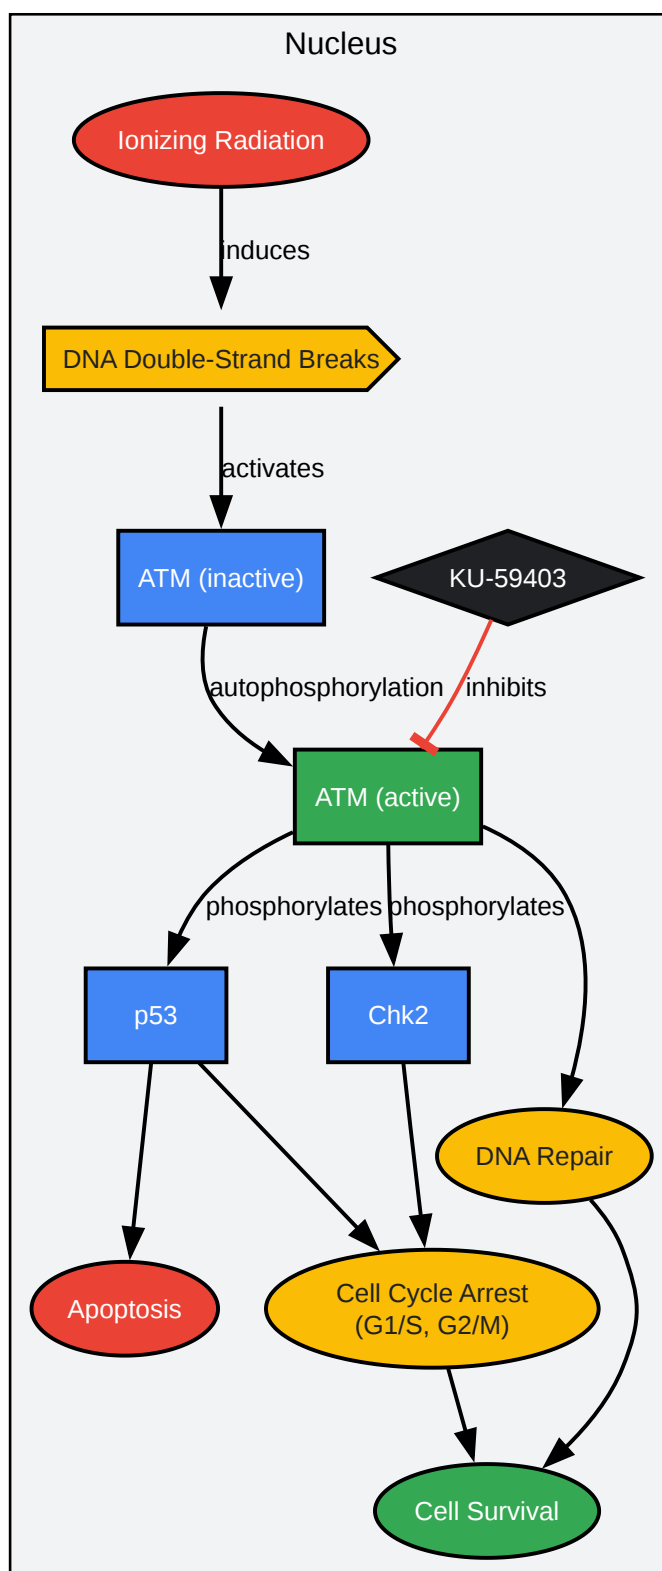 Nucleus
Ionizing Radiation
induces
DNA Double-Strand Breaks
activates
ATM (inactive)
KU-59403
autophosphorylation
inhibits
ATM (active)
phosphorylates
phosphorylates
p53
Chk2
DNA Repair
Apoptosis
Cell Cycle Arrest
(G1/S, G2/M)
Cell Survival